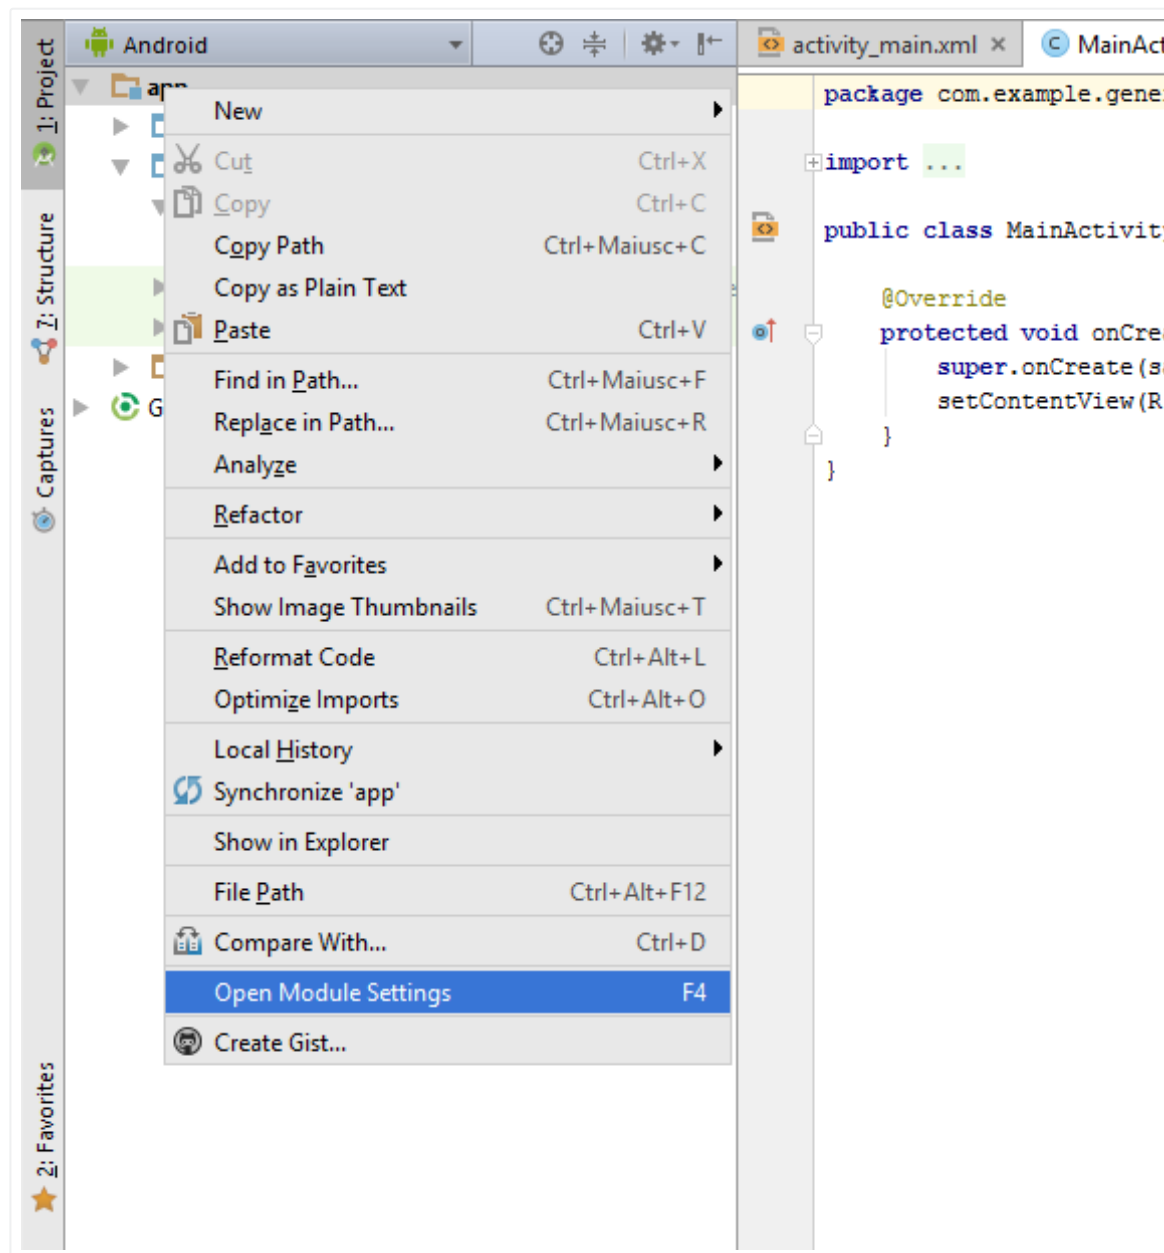 1: Project
7: Structure
Captures
2: Favorites
Android
app
G
New
Cut Ctrl+X
Copy Ctrl+C
Copy Path Ctrl+Maiusc+C
Copy as Plain Text
Paste Ctrl+V
Find in Path... Ctrl+Maiusc+F
Replace in Path... Ctrl+Maiusc+R
Analyze
Refactor
Add to Favorites
Show Image Thumbnails Ctrl+Maiusc+T
Reformat Code Ctrl+Alt+L
Optimize Imports Ctrl+Alt+O
Local History
Synchronize 'app'
Show in Explorer
File Path Ctrl+Alt+F12
Compare With... Ctrl+D
Open Module Settings F4
Create Gist...
activity_main.xml × C MainAct
package com.example.gene
import ...
public class MainActivity
@Override
protected void onCrea
super.onCreate(sa
setContentView(R
}
}